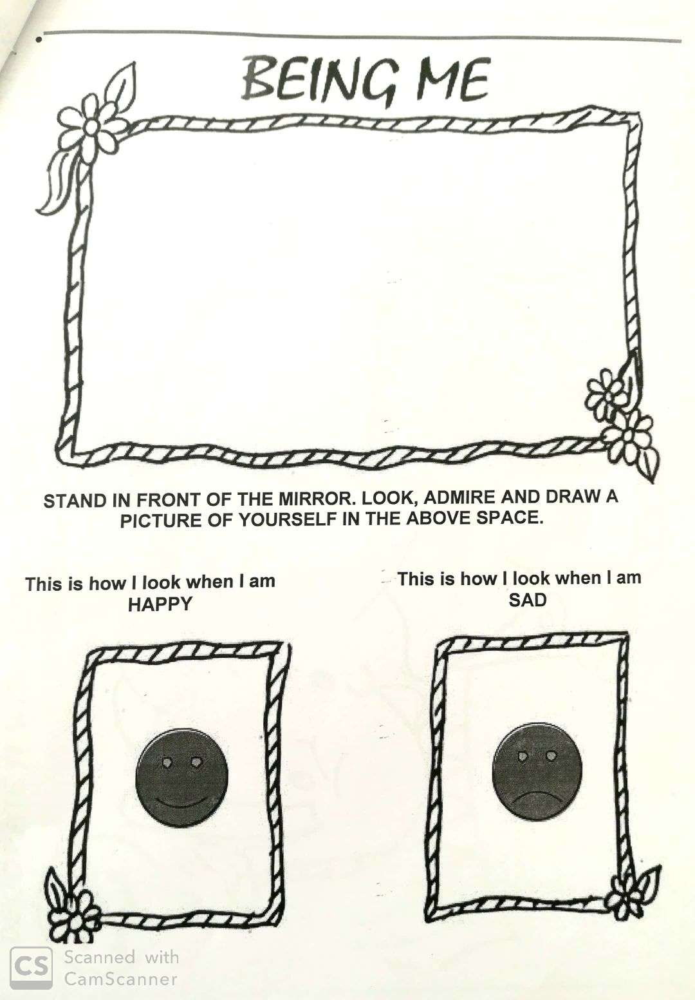 BEING ME
STAND IN FRONT OF THE MIRROR. LOOK, ADMIRE AND DRAW A
PICTURE OF YOURSELF IN THE ABOVE SPACE.
This is how I look when I am
HAPPY
This is how I look when I am
SAD
CS
Scanned with
CamScanner